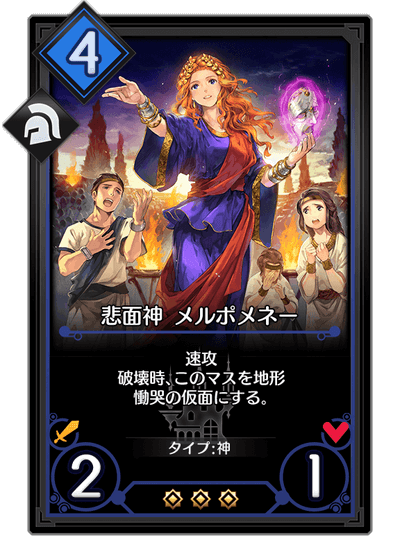 4
悲面神 メルポメネー
速攻
破壊時、このマスを地形
慟哭の仮面にする。
タイプ:神
2
1